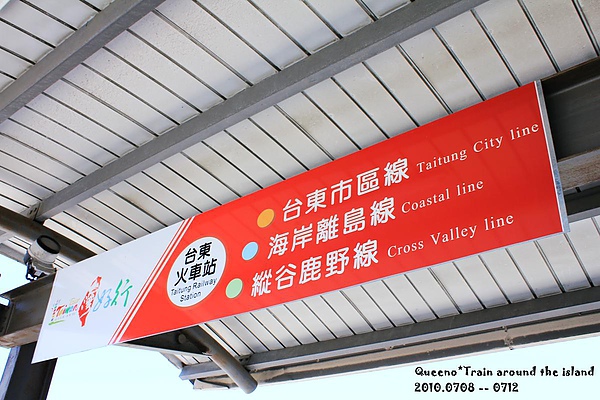 台東市區線 Taitung City line
海岸離島線 Coastal line
縱谷鹿野線 Cross Valley line
台東
火車站
Taitung Railway
Station
好行
Queeno*Train around the island
2010.0708 -- 0712